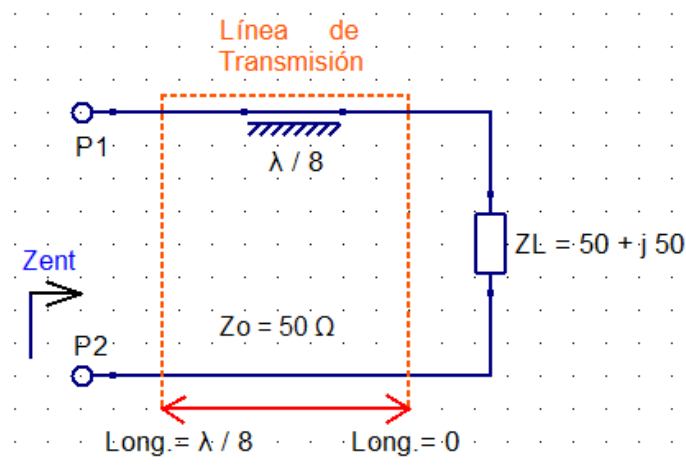 Línea de
Transmisión
P1
λ / 8
ZL = 50 + j 50
Zent
Zo = 50 Ω
P2
Long.= λ / 8 Long.= 0